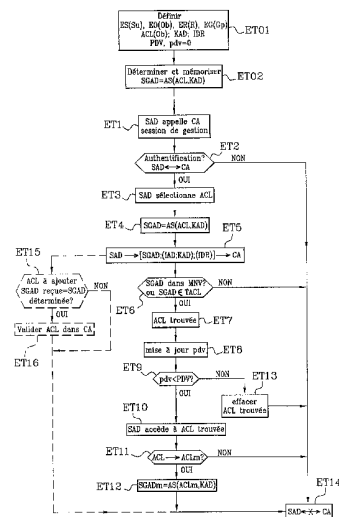 Définir
ES(Su), EO(Ob), ER(R), EG(Gp)
ACL(Ob); KAD; IDR
PDV, pdv=0
ET01
Déterminer et mémoriser
SGAD=AS(ACL,KAD)
ET02
ET1
SAD appelle CA
session de gestion
ET2
Authentification?
SAD↔CA
NON
OUI
ET3
SAD sélectionne ACL
ET4
SGAD=AS(ACL,KAD)
ET5
SAD→[SGAD;(IAD;KAD);(IDR)]→CA
ET15
ACL à ajouter
SGAD reçue=SGAD
déterminée?
NON
OUI
Valider ACL dans CA
ET16
SGAD dans MNV?
ou SGAD∈TACL
NON
ET6
OUI
ACL trouvée
ET7
mise à jour pdv
ET8
ET9
pdv<PDV?
NON
ET13
OUI
effacer
ACL trouvée
ET10
SAD accède à ACL trouvée
ET11
ACL→ACLm?
NON
OUI
ET12
SGADm=AS(ACLm,KAD)
ET14
SAD↔CA